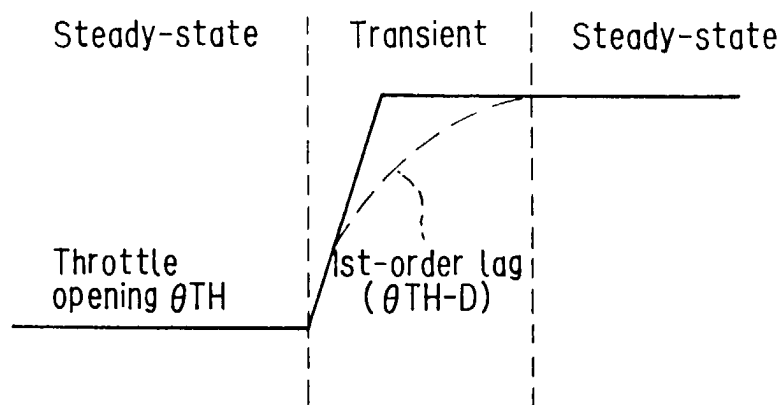 Steady-state
Transient
Steady-state
Throttle
opening θTH
1st-order lag
(θTH-D)